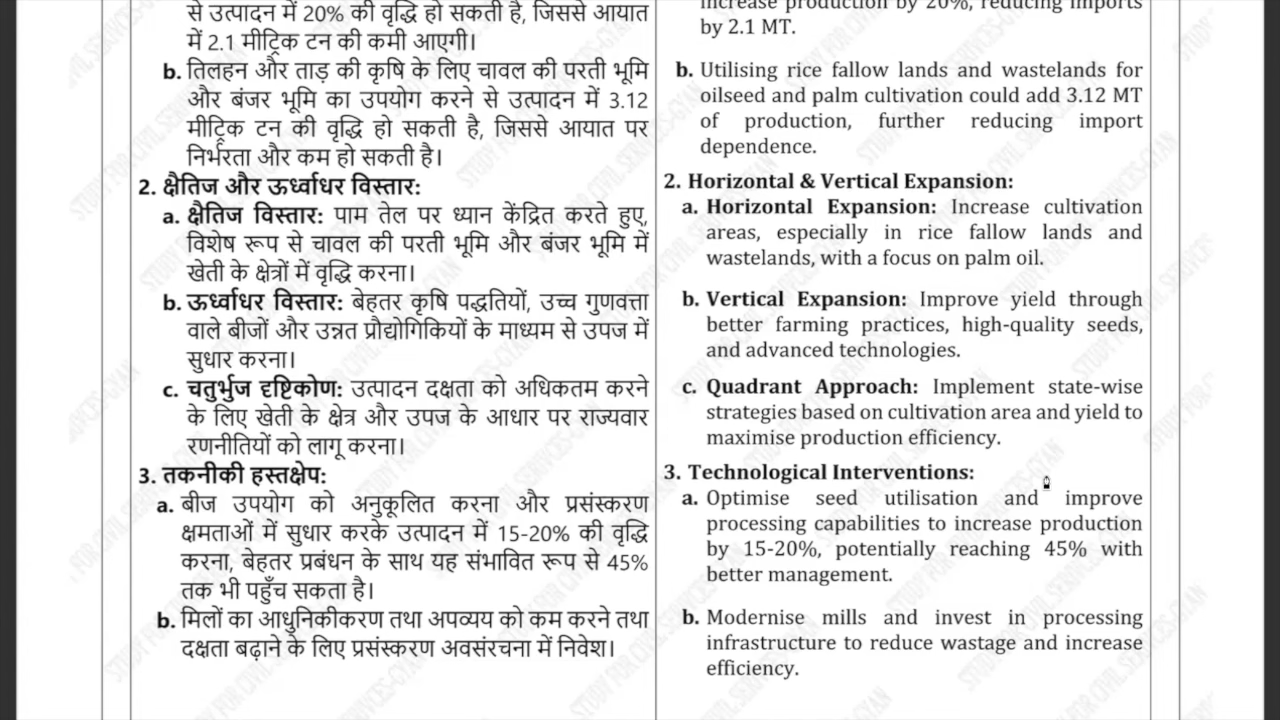 से उत्पादन में 20% की वृद्धि हो सकती है, जिससे आयात
में 2.1 मीट्रिक टन की कमी आएगी।
b. तिलहन और ताड़ की कृषि के लिए चावल की परती भूमि
और बंजर भूमि का उपयोग करने से उत्पादन में 3.12
मीट्रिक टन की वृद्धि हो सकती है, जिससे आयात पर
निर्भरता और कम हो सकती है।
2. क्षैतिज और ऊर्ध्वाधर विस्तार:
a. क्षैतिज विस्तार: पाम तेल पर ध्यान केंद्रित करते हुए,
विशेष रूप से चावल की परती भूमि और बंजर भूमि में
खेती के क्षेत्रों में वृद्धि करना।
b. ऊर्ध्वाधर विस्तार: बेहतर कृषि पद्धतियों, उच्च गुणवत्ता
वाले बीजों और उन्नत प्रौद्योगिकियों के माध्यम से उपज में
सुधार करना।
c. चतुर्भुज दृष्टिकोण: उत्पादन दक्षता को अधिकतम करने
के लिए खेती के क्षेत्र और उपज के आधार पर राज्यवार
रणनीतियों को लागू करना।
3. तकनीकी हस्तक्षेप:
a. बीज उपयोग को अनुकूलित करना और प्रसंस्करण
क्षमताओं में सुधार करके उत्पादन में 15-20% की वृद्धि
करना, बेहतर प्रबंधन के साथ यह संभावित रूप से 45%
तक भी पहुँच सकता है।
b. मिलों का आधुनिकीकरण तथा अपव्यय को कम करने तथा
दक्षता बढ़ाने के लिए प्रसंस्करण अवसंरचना में निवेश।
increase production by 20%, reducing imports
by 2.1 MT.
b. Utilising rice fallow lands and wastelands for
oilseed and palm cultivation could add 3.12 MT
of production, further reducing import
dependence.
2. Horizontal & Vertical Expansion:
a. Horizontal Expansion: Increase cultivation
areas, especially in rice fallow lands and
wastelands, with a focus on palm oil.
b. Vertical Expansion: Improve yield through
better farming practices, high-quality seeds,
and advanced technologies.
c. Quadrant Approach: Implement state-wise
strategies based on cultivation area and yield to
maximise production efficiency.
3. Technological Interventions:
a. Optimise seed utilisation and improve
processing capabilities to increase production
by 15-20%, potentially reaching 45% with
better management.
b. Modernise mills and invest in processing
infrastructure to reduce wastage and increase
efficiency.